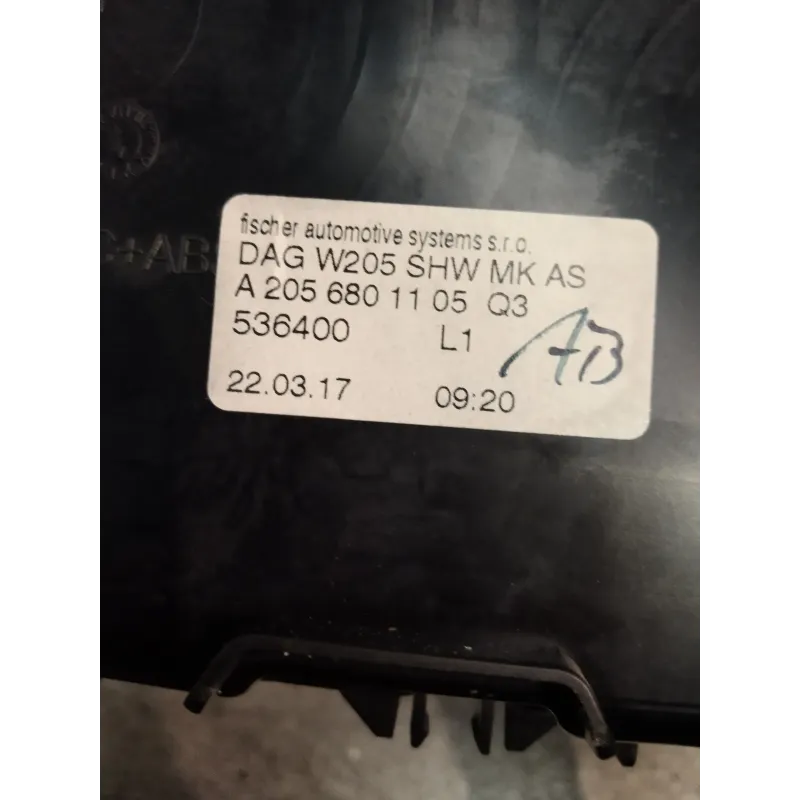 fischer automotive systems s.r.o.
DAG W205 SHW MK AS
A 205 680 11 05 Q3
536400 L1
AB
22.03.17 09:20